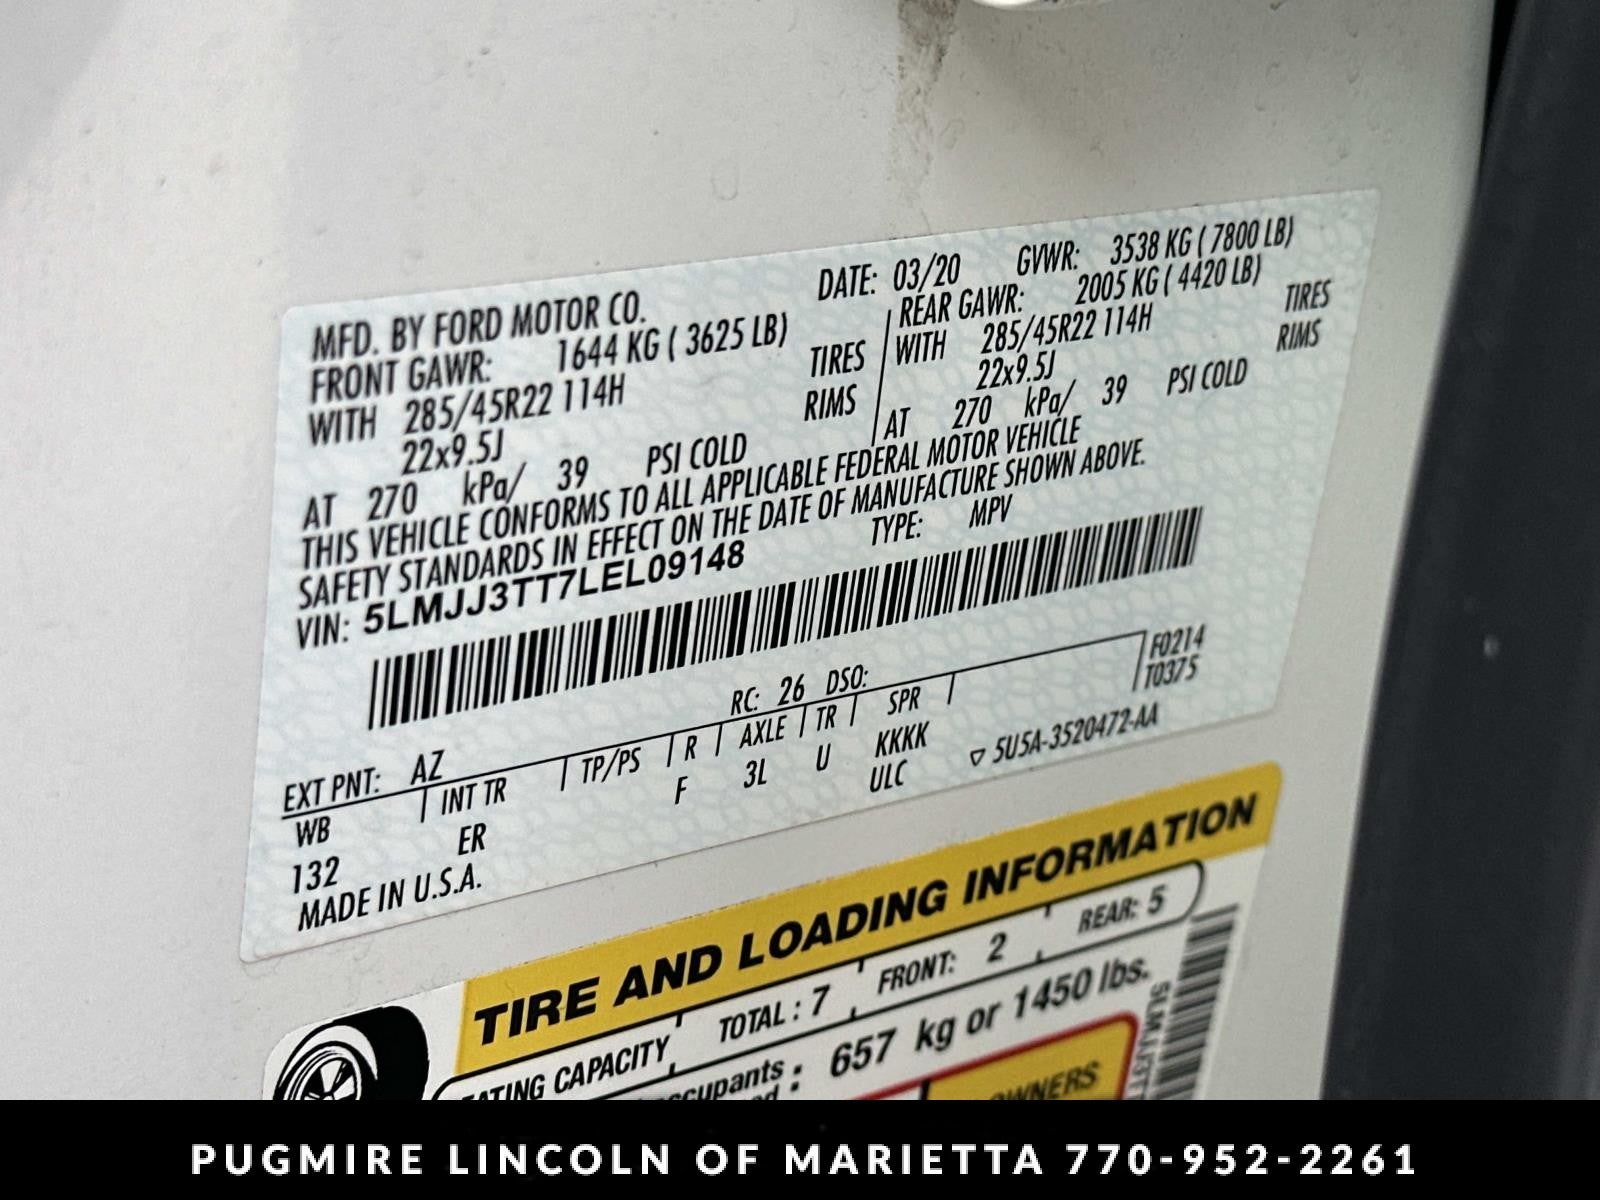 MFD. BY FORD MOTOR CO.
DATE: 03/20 GVWR: 3538 KG ( 7800 LB)
FRONT GAWR: 1644 KG ( 3625 LB)
WITH 285/45R22 114H TIRES
22x9.5J RIMS
AT 270 kPa/ 39 PSI COLD
REAR GAWR: 2005 KG ( 4420 LB)
WITH 285/45R22 114H TIRES
22x9.5J RIMS
AT 270 kPa/ 39 PSI COLD
THIS VEHICLE CONFORMS TO ALL APPLICABLE FEDERAL MOTOR VEHICLE
SAFETY STANDARDS IN EFFECT ON THE DATE OF MANUFACTURE SHOWN ABOVE.
VIN: 5LMJJ3TT7LEL09148 TYPE: MPV
F0214
T0375
EXT PNT: AZ RC: 26 DSO:
WB INT TR TP/PS R AXLE TR SPR
132 ER F 3L U KKKK
ULC
MADE IN U.S.A. 5U5A-3520472-AA
TIRE AND LOADING INFORMATION
CAPACITY TOTAL : 7 FRONT: 2 REAR: 5
657 kg or 1450 lbs.
OWNERS
PUGMIRE LINCOLN OF MARIETTA 770-952-2261